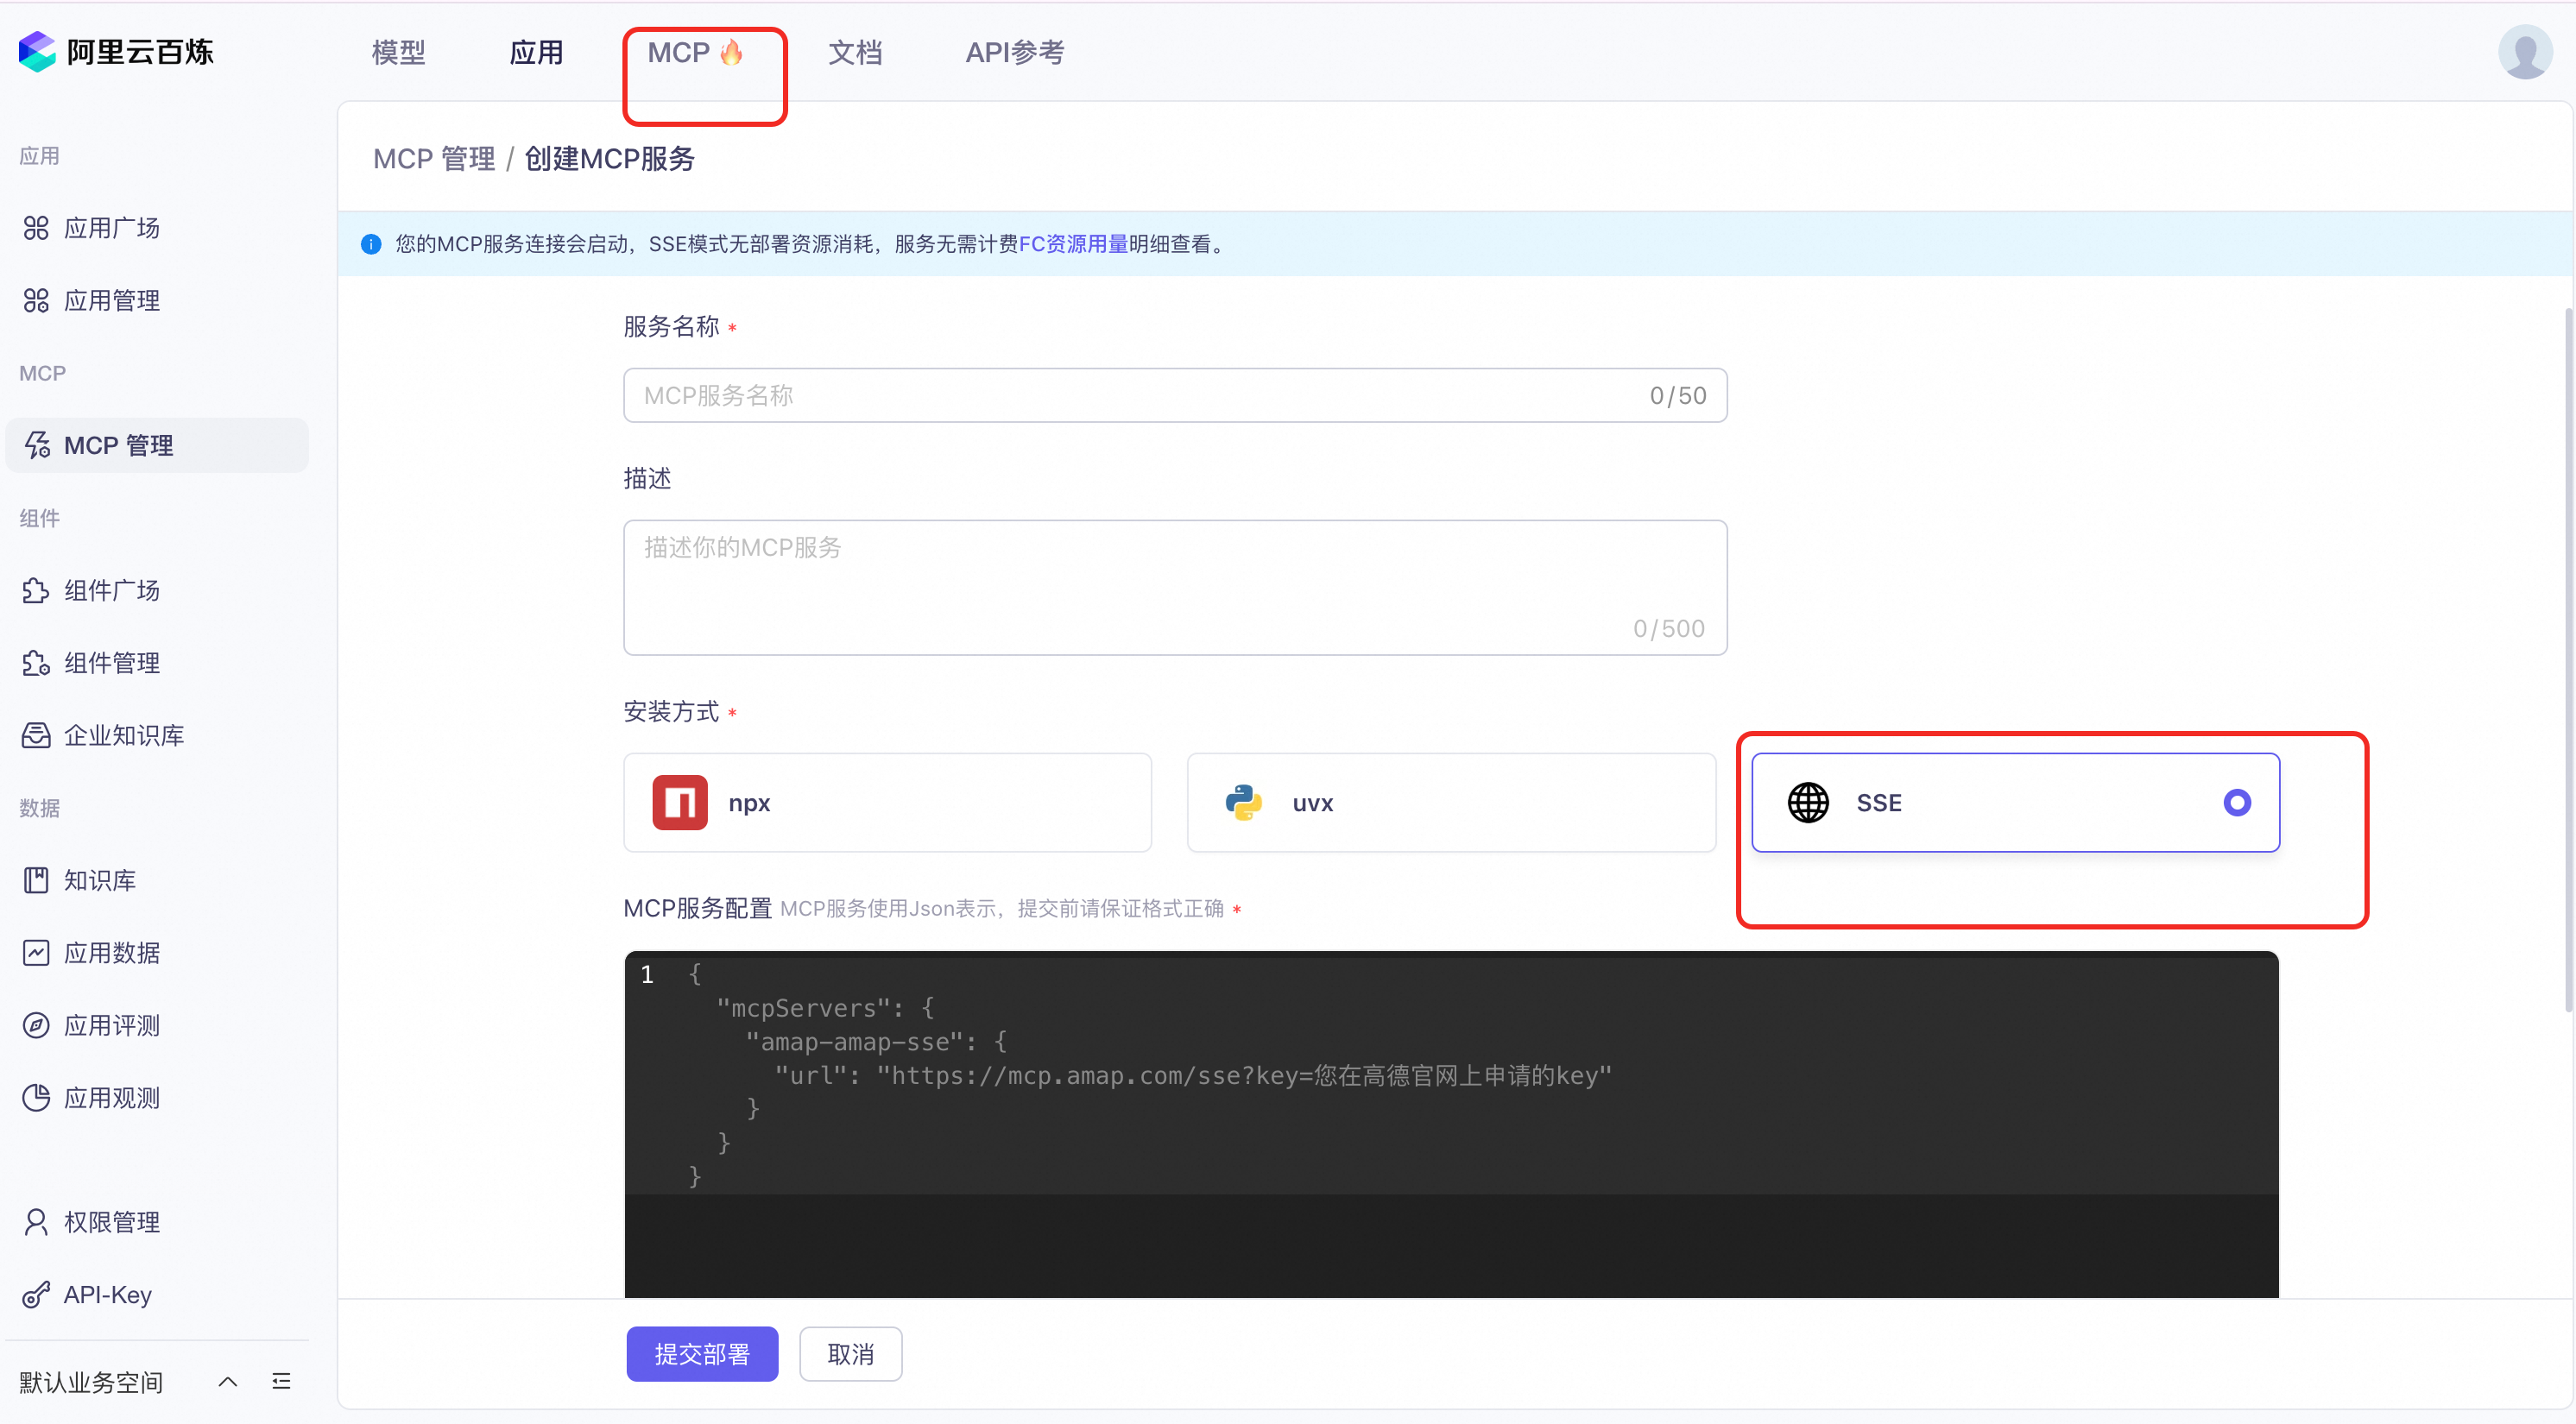 阿里云百炼
模型
应用
MCP🔥
文档
API参考
应用
应用广场
应用管理
MCP
MCP 管理
组件
组件广场
组件管理
企业知识库
数据
知识库
应用数据
应用评测
应用观测
权限管理
API-Key
默认业务空间
MCP 管理 / 创建MCP服务
您的MCP服务连接会启动，SSE模式无部署资源消耗，服务无需计费FC资源用量明细查看。
服务名称 *
MCP服务名称 0/50
描述
描述你的MCP服务
0/500
安装方式 *
npx
uvx
SSE
MCP服务配置 MCP服务使用Json表示，提交前请保证格式正确 *
1 {
"mcpServers": {
"amap-amap-sse": {
"url": "https://mcp.amap.com/sse?key=您在高德官网上申请的key"
}
}
}
提交部署
取消